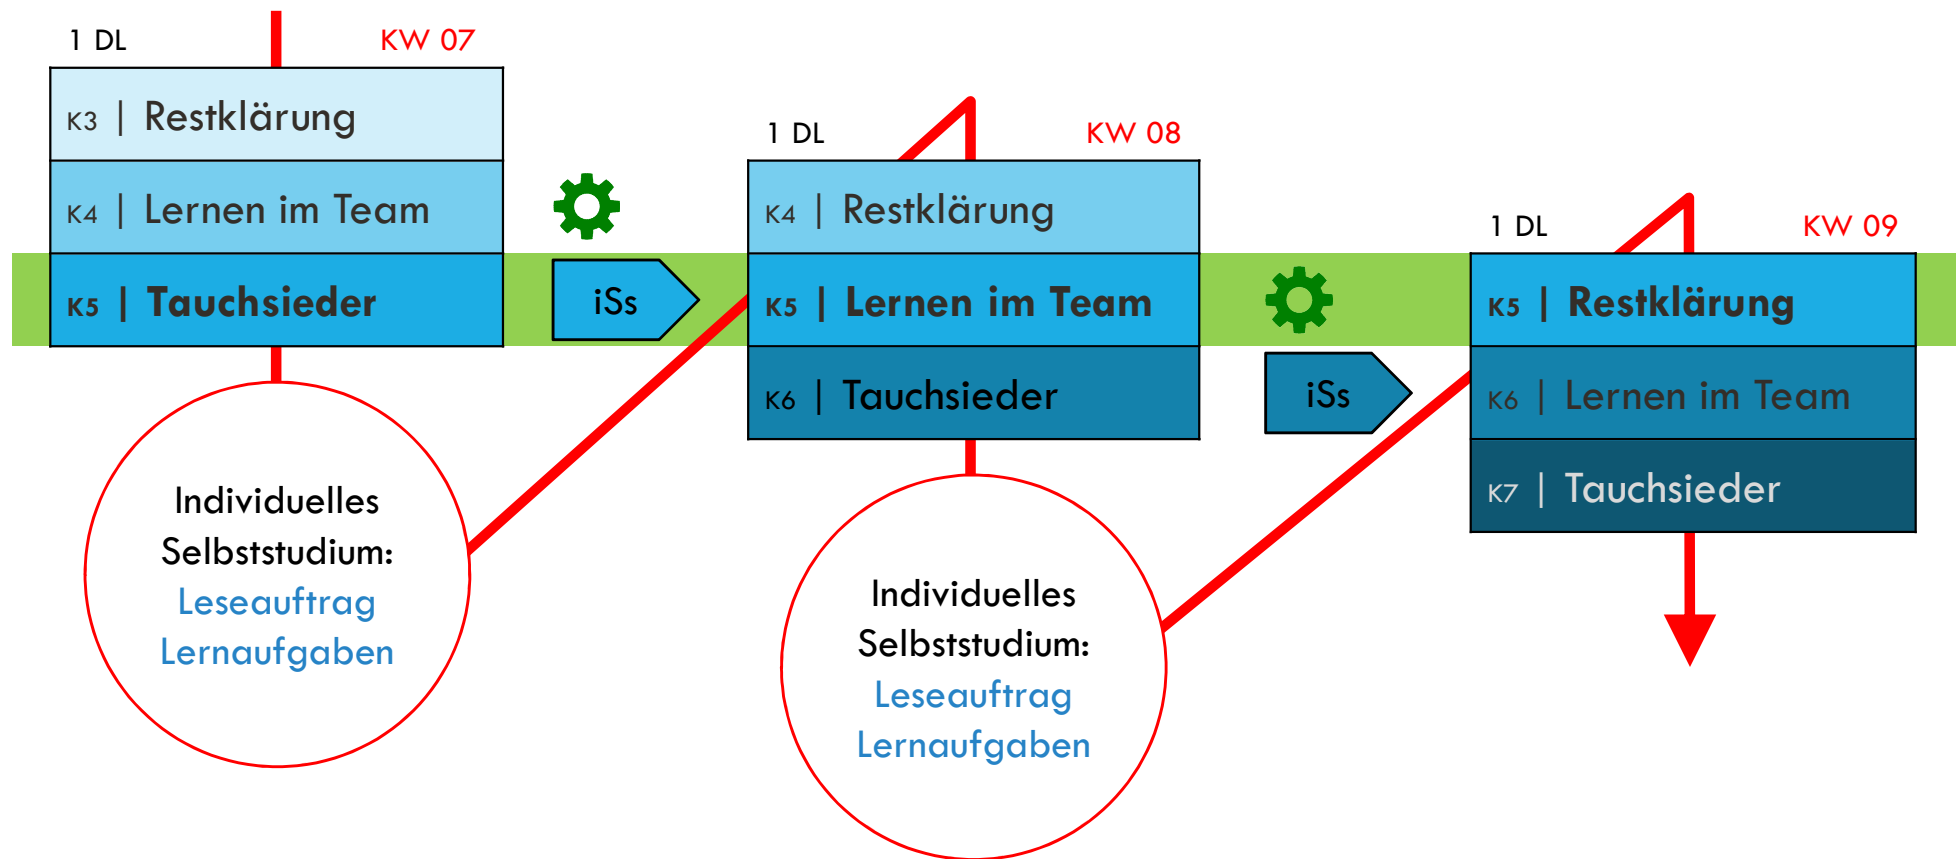 1 DL KW 07
K3 | Restklärung
K4 | Lernen im Team
K5 | Tauchsieder
iSs
Individuelles
Selbststudium:
Leseauftrag
Lernaufgaben
1 DL KW 08
K4 | Restklärung
K5 | Lernen im Team
K6 | Tauchsieder
iSs
Individuelles
Selbststudium:
Leseauftrag
Lernaufgaben
1 DL KW 09
K5 | Restklärung
K6 | Lernen im Team
K7 | Tauchsieder